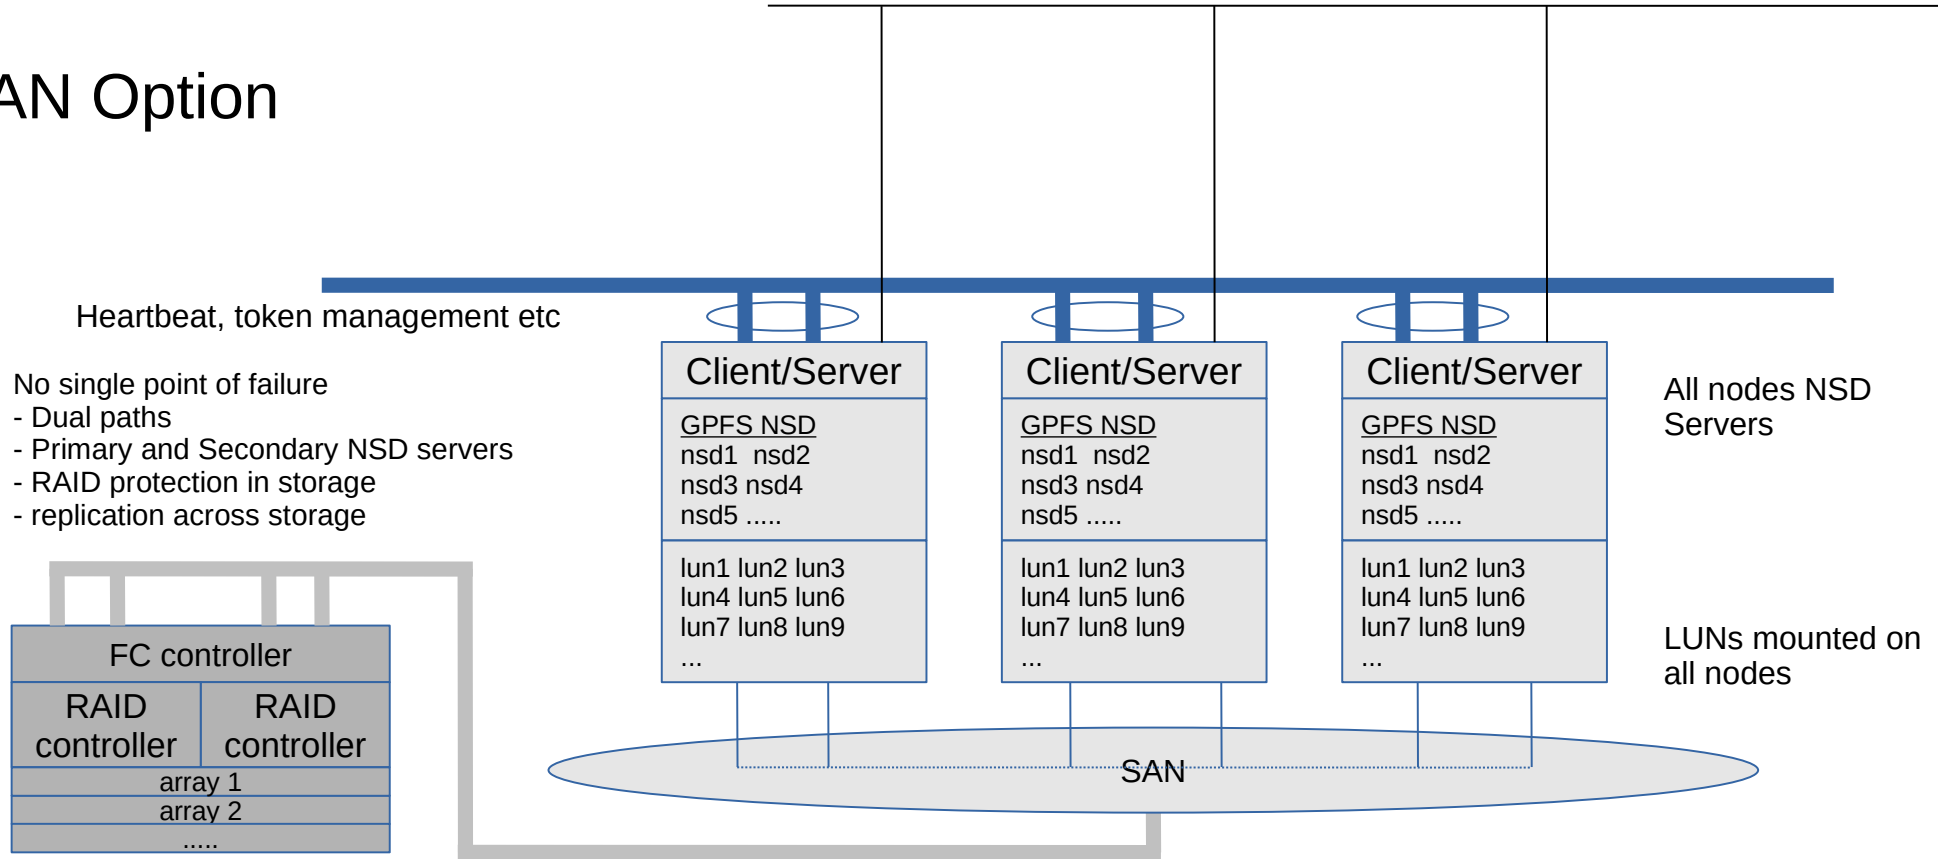 AN Option
Heartbeat, token management etc
No single point of failure
- Dual paths
- Primary and Secondary NSD servers
- RAID protection in storage
- replication across storage
Client/Server
GPFS NSD
nsd1 nsd2
nsd3 nsd4
nsd5 .....
lun1 lun2 lun3
lun4 lun5 lun6
lun7 lun8 lun9
...
Client/Server
GPFS NSD
nsd1 nsd2
nsd3 nsd4
nsd5 .....
lun1 lun2 lun3
lun4 lun5 lun6
lun7 lun8 lun9
...
Client/Server
GPFS NSD
nsd1 nsd2
nsd3 nsd4
nsd5 .....
lun1 lun2 lun3
lun4 lun5 lun6
lun7 lun8 lun9
...
All nodes NSD
Servers
LUNs mounted on
all nodes
FC controller
RAID
controller
RAID
controller
array 1
array 2
.....
SAN